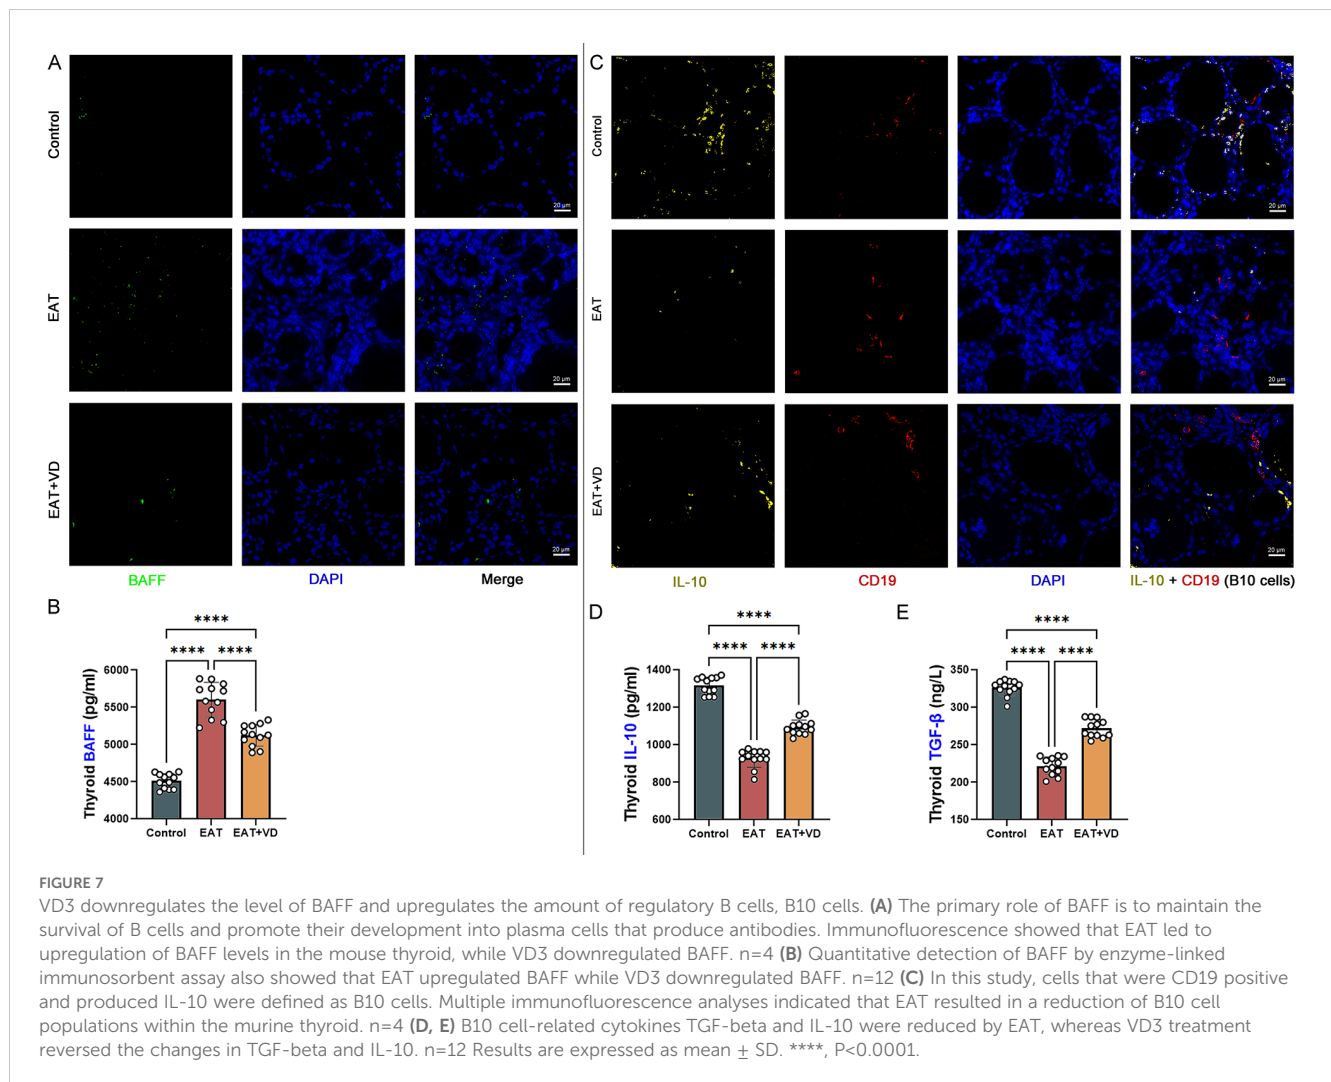 A
Control
20 μm
EAT
20 μm
EAT+VD
20 μm
BAFF
DAPI
Merge
C
Control
20 μm
EAT
20 μm
EAT+VD
20 μm
IL-10
CD19
DAPI
IL-10 + CD19 (B10 cells)
B
****
**** ****
Thyroid BAFF (pg/ml)
6000
5500
5000
4500
4000
Control EAT EAT+VD
D
****
**** ****
Thyroid IL-10 (pg/ml)
1400
1200
1000
800
600
Control EAT EAT+VD
E
****
**** ****
Thyroid TGF-β (ng/L)
350
300
250
200
150
Control EAT EAT+VD
FIGURE 7
VD3 downregulates the level of BAFF and upregulates the amount of regulatory B cells, B10 cells. (A) The primary role of BAFF is to maintain the
survival of B cells and promote their development into plasma cells that produce antibodies. Immunofluorescence showed that EAT led to
upregulation of BAFF levels in the mouse thyroid, while VD3 downregulated BAFF. n=4 (B) Quantitative detection of BAFF by enzyme-linked
immunosorbent assay also showed that EAT upregulated BAFF while VD3 downregulated BAFF. n=12 (C) In this study, cells that were CD19 positive
and produced IL-10 were defined as B10 cells. Multiple immunofluorescence analyses indicated that EAT resulted in a reduction of B10 cell
populations within the murine thyroid. n=4 (D, E) B10 cell-related cytokines TGF-beta and IL-10 were reduced by EAT, whereas VD3 treatment
reversed the changes in TGF-beta and IL-10. n=12 Results are expressed as mean ± SD. ****, P<0.0001.